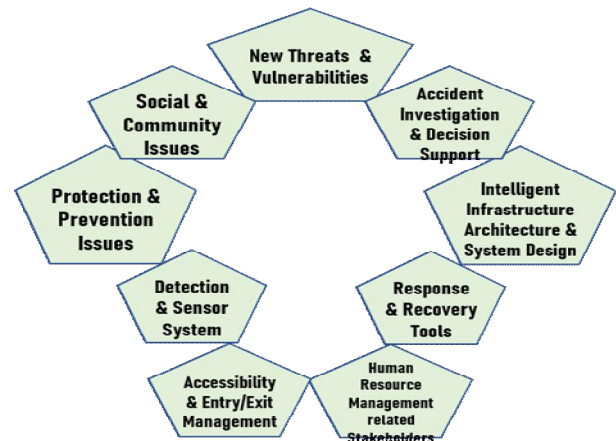 New Threats &
Vulnerabilities
Social &
Community
Issues
Accident
Investigation
& Decision
Support
Protection &
Prevention
Issues
Intelligent
Infrastructure
Architecture &
System Design
Detection
& Sensor
System
Response
& Recovery
Tools
Accessibility
& Entry/Exit
Management
Human
Resource
Management
related
Stakeholders